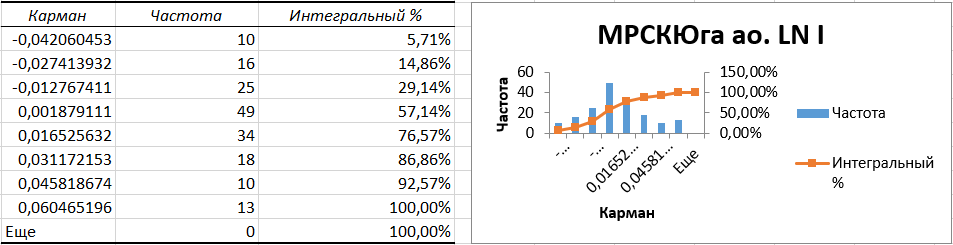 Карман Частота Интегральный %
-0,042060453 10 5,71%
-0,027413932 16 14,86%
-0,012767411 25 29,14%
0,001879111 49 57,14%
0,016525632 34 76,57%
0,031172153 18 86,86%
0,045818674 10 92,57%
0,060465196 13 100,00%
Еще 0 100,00%
МРСКЮга ао. LN I
Частота
60
40
20
0
150,00%
100,00%
50,00%
0,00%
-…
-…
0,01652…
0,04581…
Еще
Карман
Частота
Интегральный
%